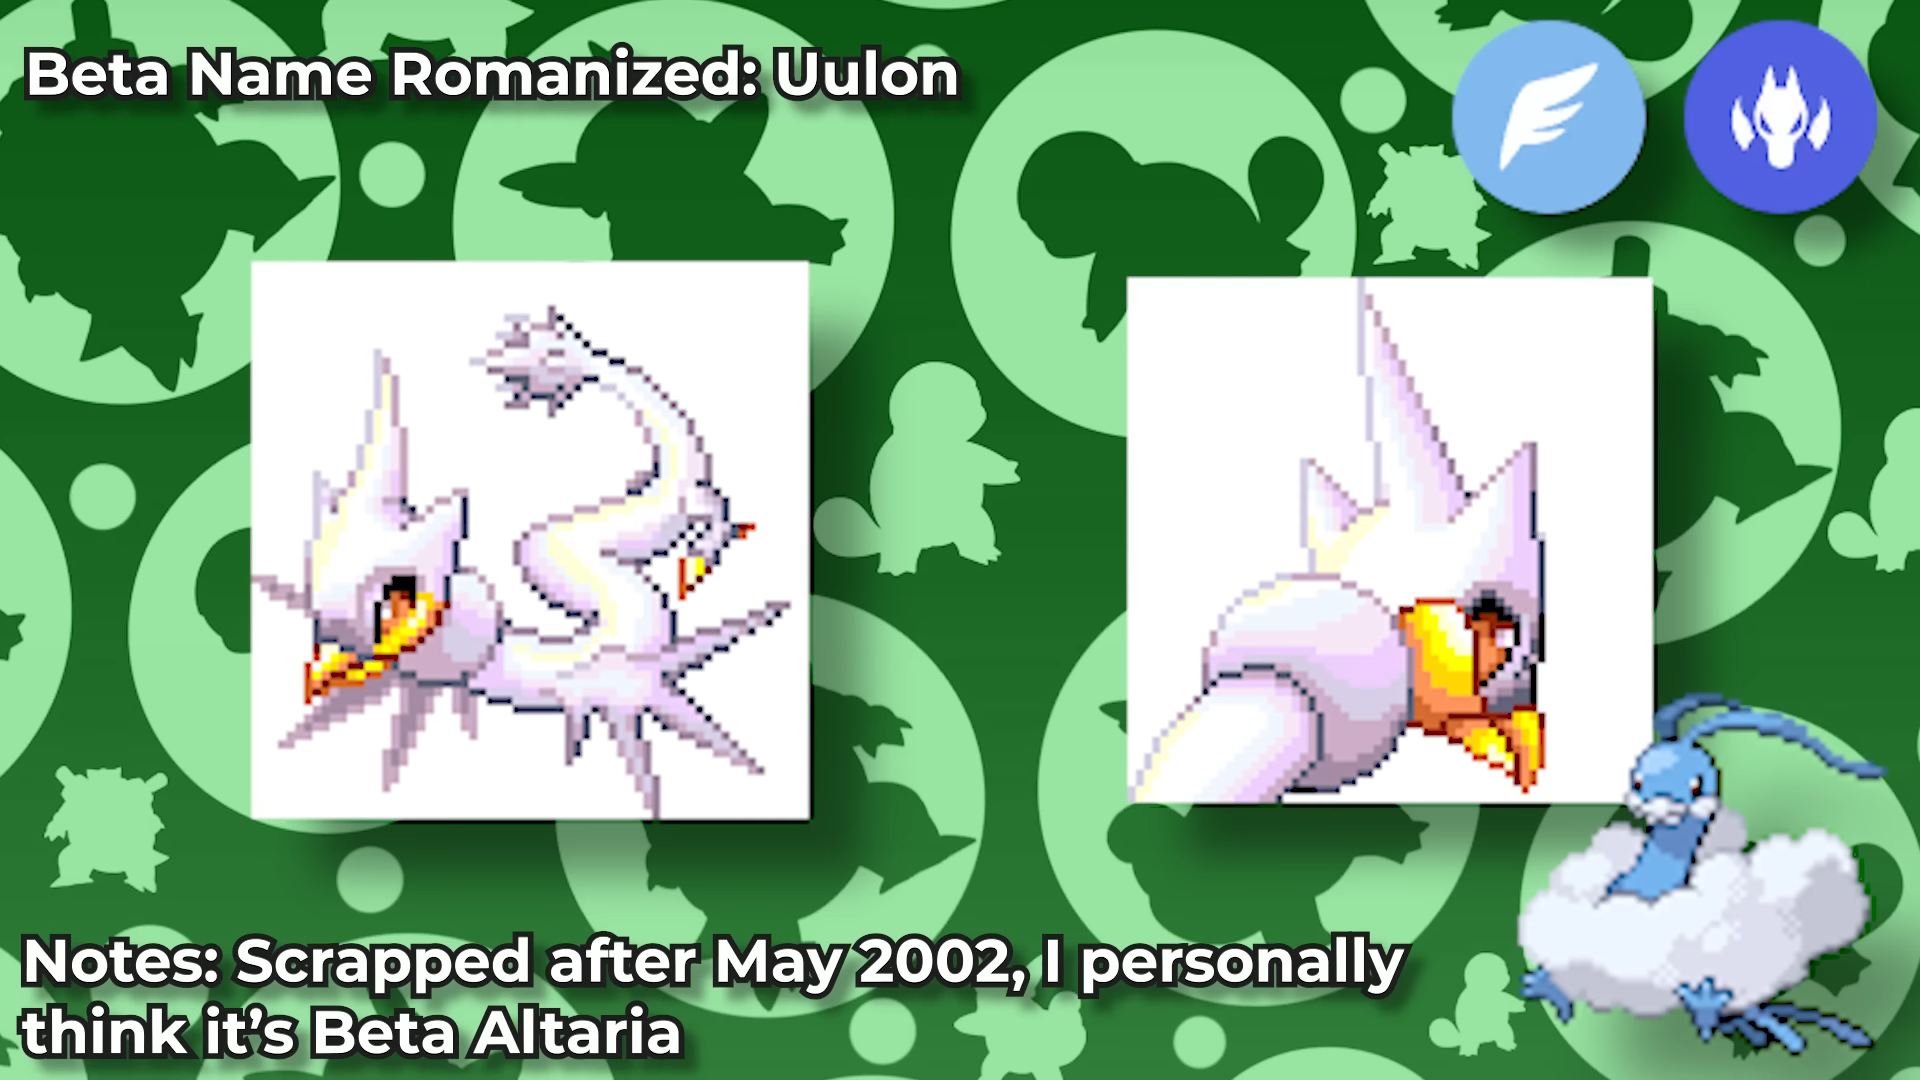 Beta Name Romanized: Uulon
Notes: Scrapped after May 2002, I personally
think it’s Beta Altaria